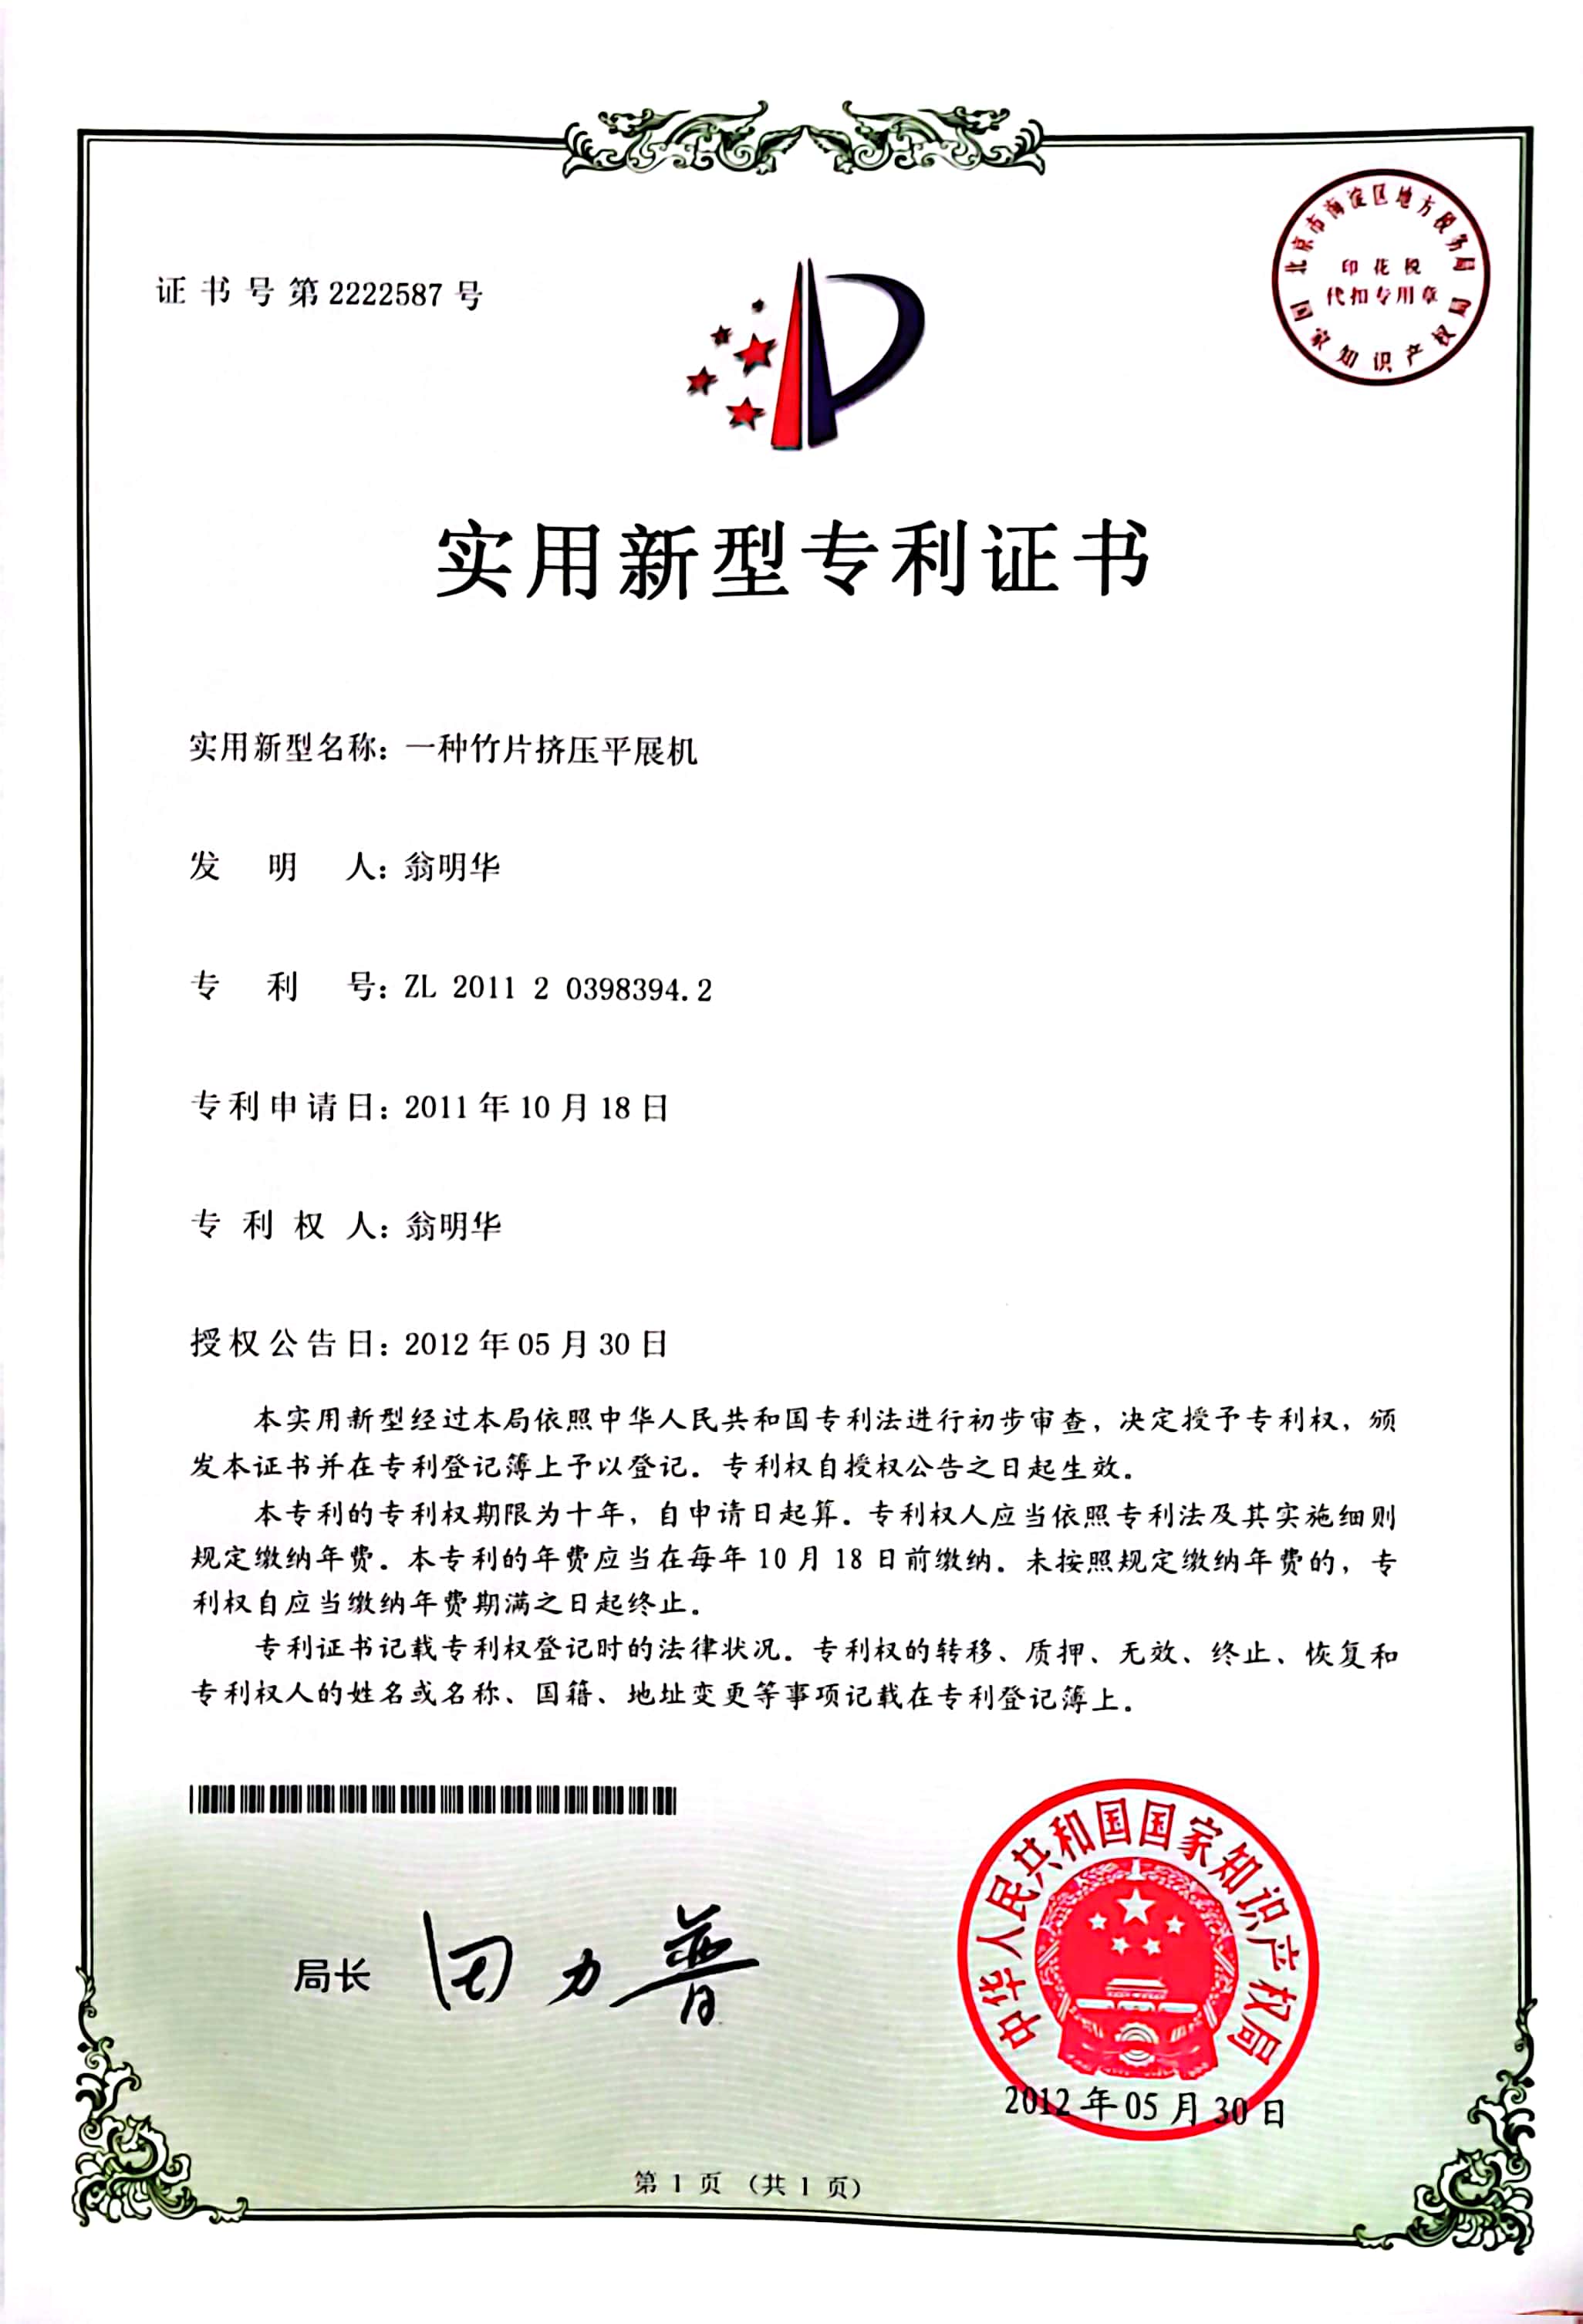 证书号第2222587号
北京市海淀区地方税务局
印花税
代扣专用章
国家知识产权局
实用新型专利证书
实用新型名称：一种竹片挤压平展机
发明人：翁明华
专利号：ZL 2011 2 0398394.2
专利申请日：2011年10月18日
专利权人：翁明华
授权公告日：2012年05月30日
本实用新型经过本局依照中华人民共和国专利法进行初步审查，决定授予专利权，颁
发本证书并在专利登记簿上予以登记。专利权自授权公告之日起生效。
本专利的专利权期限为十年，自申请日起算。专利权人应当依照专利法及其实施细则
规定缴纳年费。本专利的年费应当在每年10月18日前缴纳。未按照规定缴纳年费的，专
利权自应当缴纳年费期满之日起终止。
专利证书记载专利权登记时的法律状况。专利权的转移、质押、无效、终止、恢复和
专利权人的姓名或名称、国籍、地址变更等事项记载在专利登记簿上。
局长 田力普
中华人民共和国国家知识产权局
2012年05月30日
第1页（共1页）